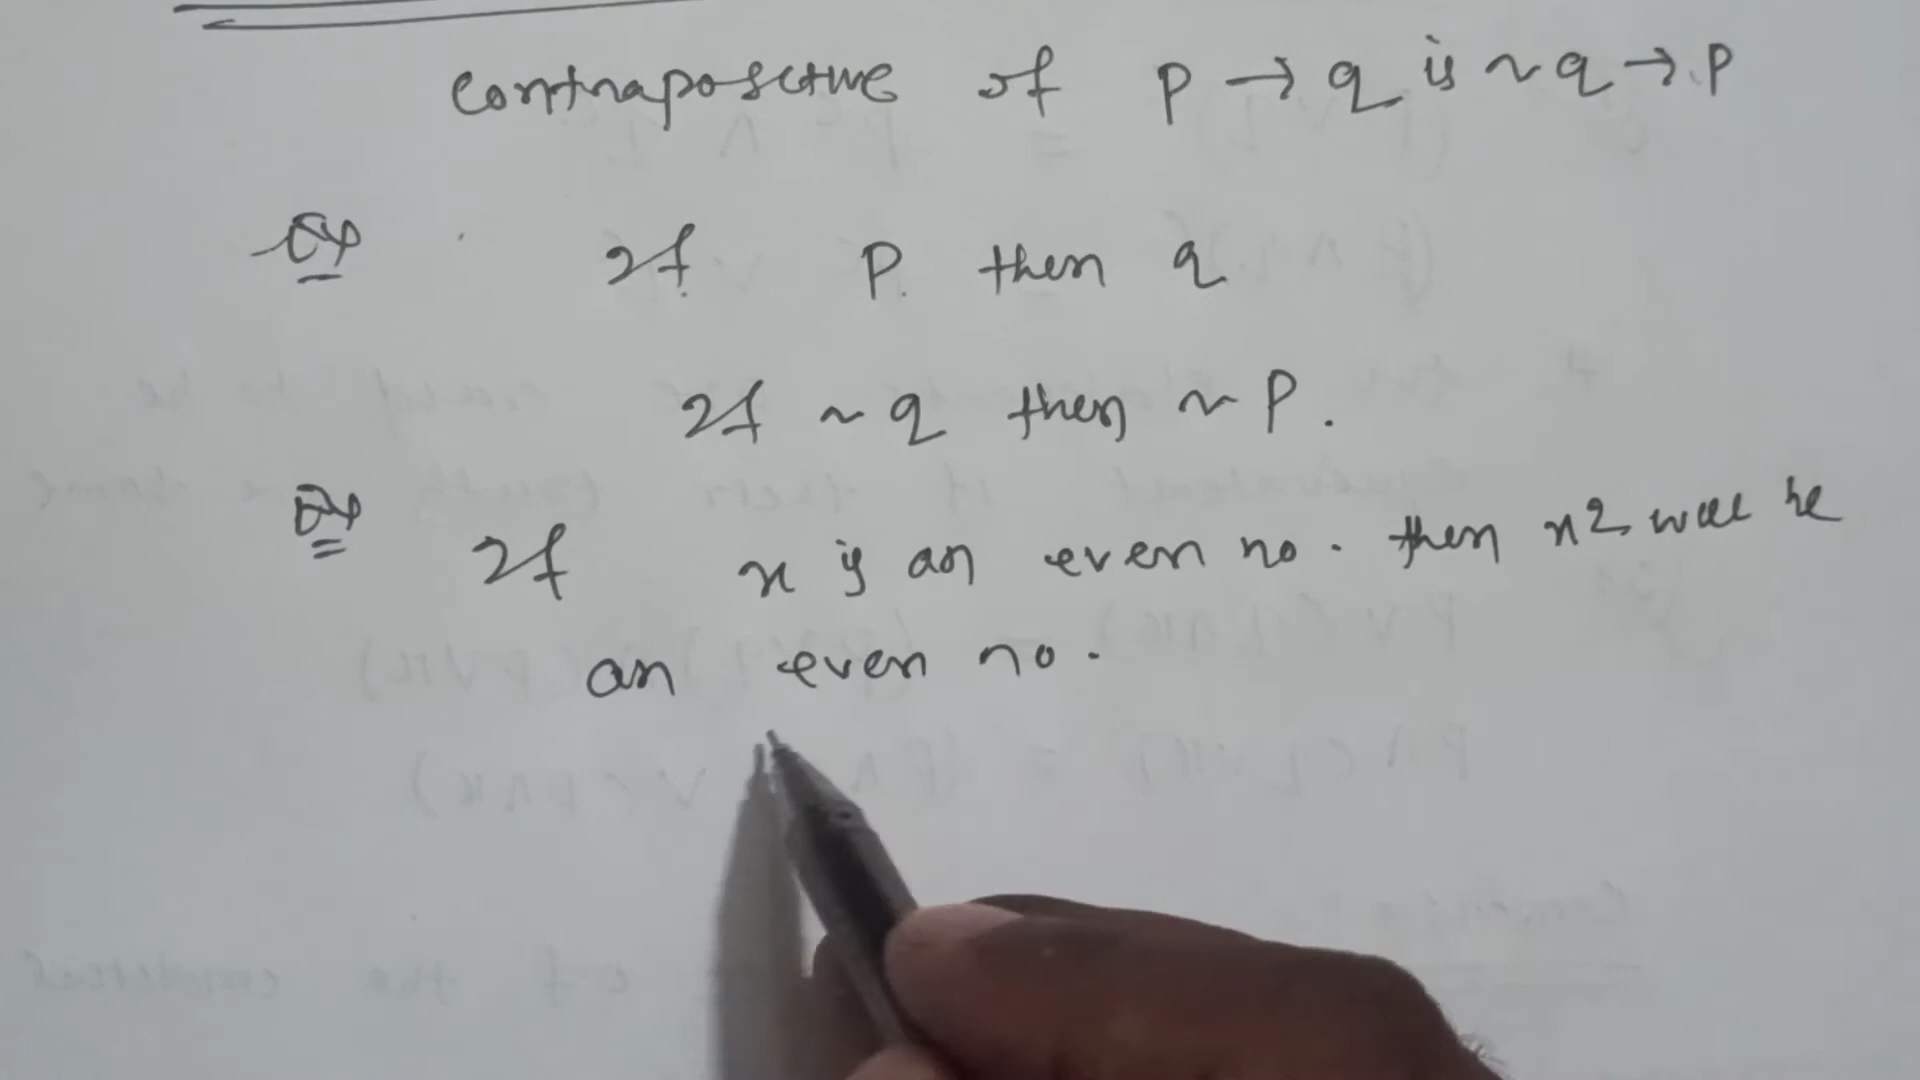 Contrapositive of p → q is ~q → p
Ex If p then q
If ~q then ~p.
Ex If x is an even no. then x2 will be
an even no.